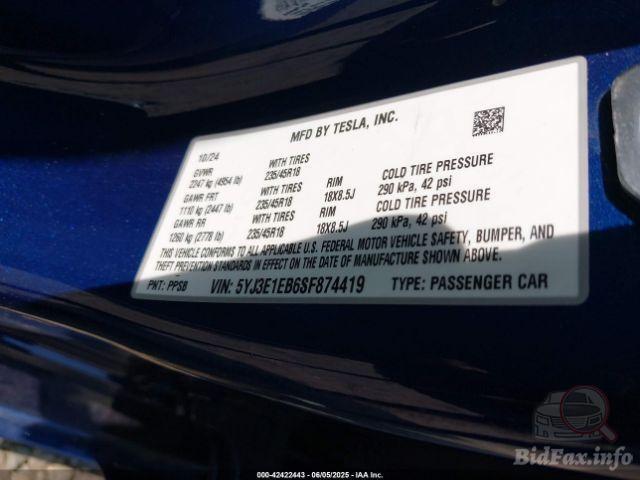 MFD BY TESLA, INC.
10/24
GVWR WITH TIRES RIM COLD TIRE PRESSURE
2247 kg (4954 lb) 235/45R18 18X8.5J 290 kPa, 42 psi
GAWR FRT WITH TIRES RIM COLD TIRE PRESSURE
1110 kg (2447 lb) 235/45R18 18X8.5J 290 kPa, 42 psi
GAWR RR
1260 kg (2778 lb)
THIS VEHICLE CONFORMS TO ALL APPLICABLE U.S. FEDERAL MOTOR VEHICLE SAFETY, BUMPER, AND
THEFT PREVENTION STANDARDS IN EFFECT ON THE DATE OF MANUFACTURE SHOWN ABOVE.
PNT: PPSB VIN: 5YJ3E1EB6SF874419 TYPE: PASSENGER CAR
BidFax.info
000-42422443 - 06/05/2025 - IAA Inc.